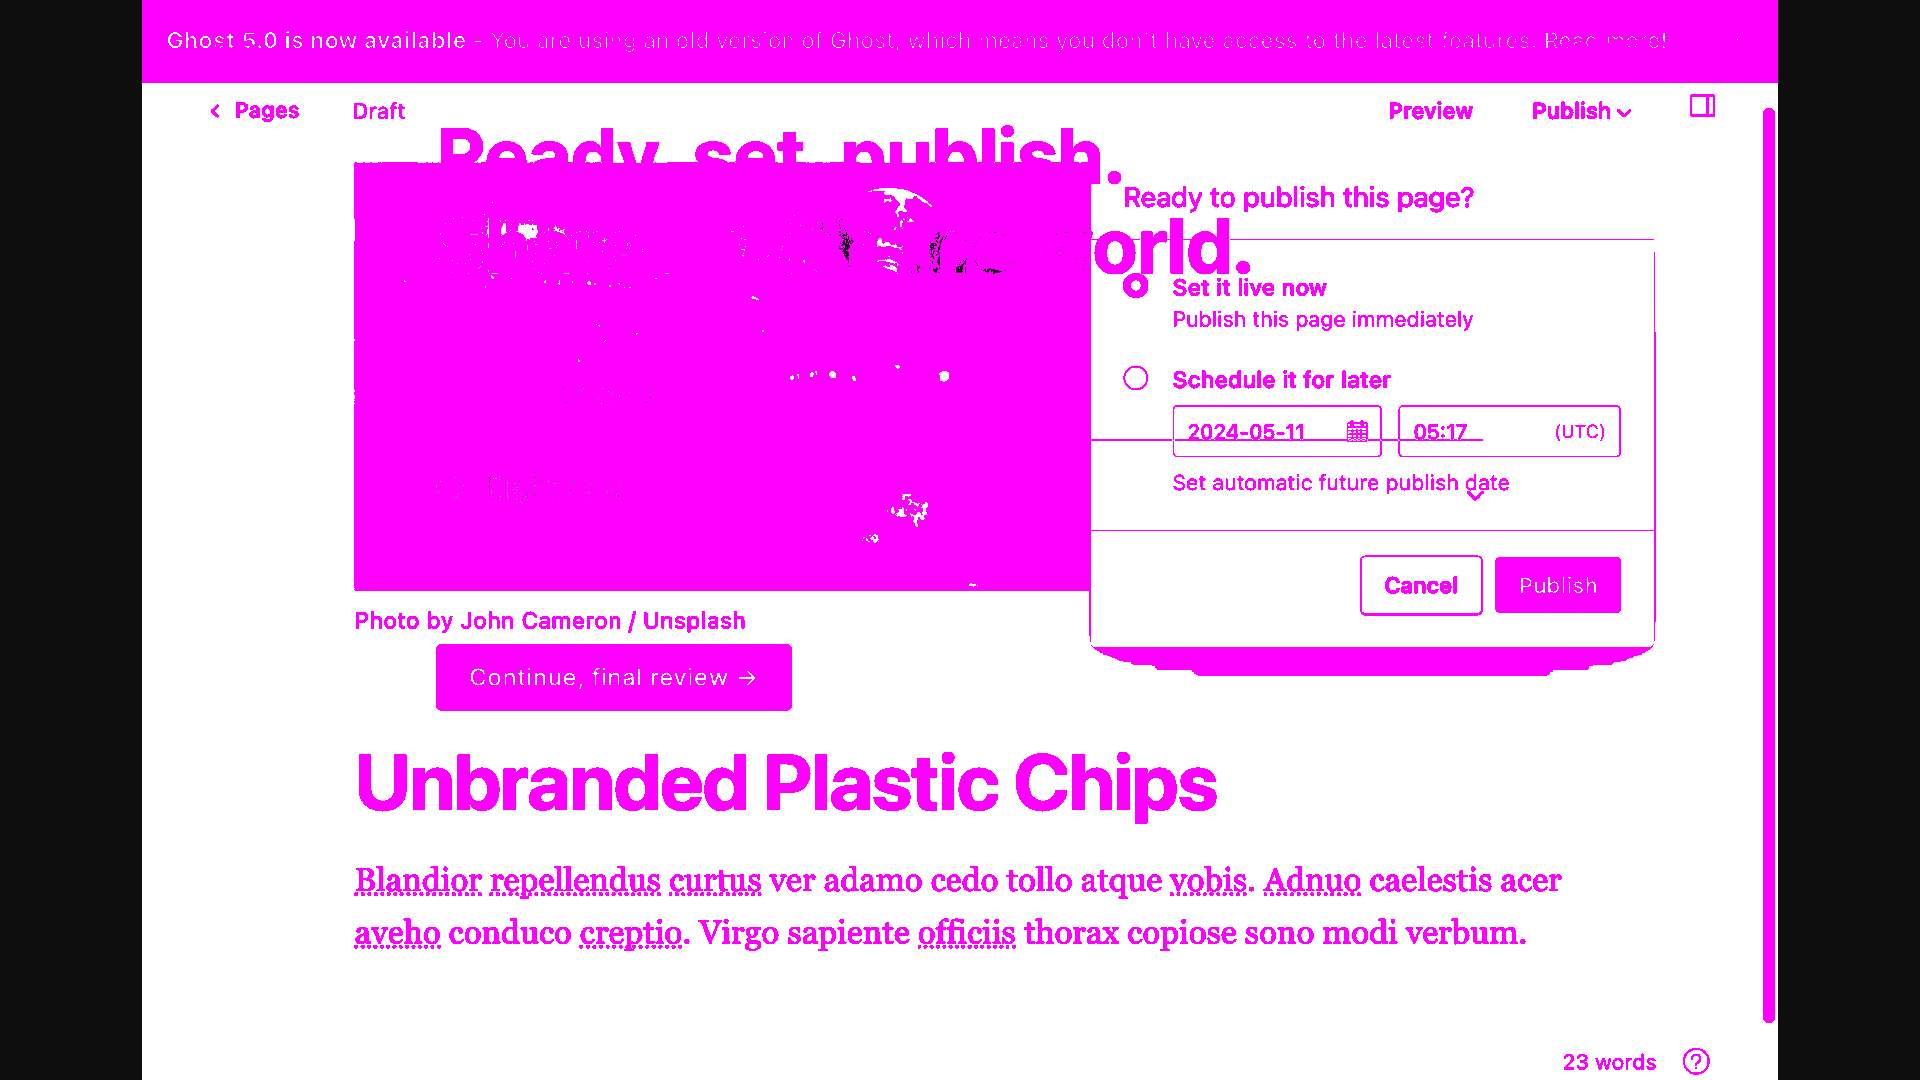 Ghost 5.0 is now available - You are using an old version of Ghost, which means you don't have access to the latest features. Read more!
Pages
Draft
Preview
Publish
Ready, set, publish.
Ready to publish this page?
world.
Set it live now
Publish this page immediately
Schedule it for later
2024-05-11
05:17
(UTC)
Set automatic future publish date
Cancel
Publish
Photo by John Cameron / Unsplash
Continue, final review →
Unbranded Plastic Chips
Blandior repellendus curtus ver adamo cedo tollo atque vobis. Adnuo caelestis acer
aveho conduco creptio. Virgo sapiente officiis thorax copiose sono modi verbum.
23 words